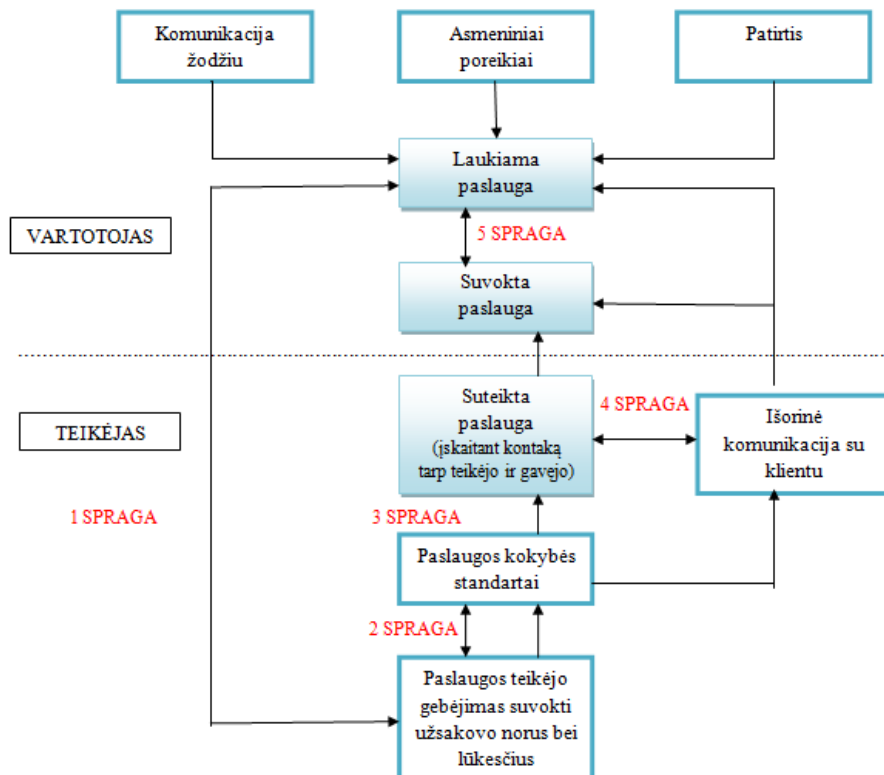 Komunikacija
žodžiu
Asmeniniai
poreikiai
Patirtis
Laukiama
paslauga
VARTOTOJAS
5 SPRAGA
Suvokta
paslauga
TEIKĖJAS
Suteikta
paslauga
(įskaitant kontaką
tarp teikėjo ir gavėjo)
4 SPRAGA
Išorinė
komunikacija su
klientu
1 SPRAGA
3 SPRAGA
Paslaugos kokybės
standartai
2 SPRAGA
Paslaugos teikėjo
gebėjimas suvokti
užsakovo norus bei
lūkesčius